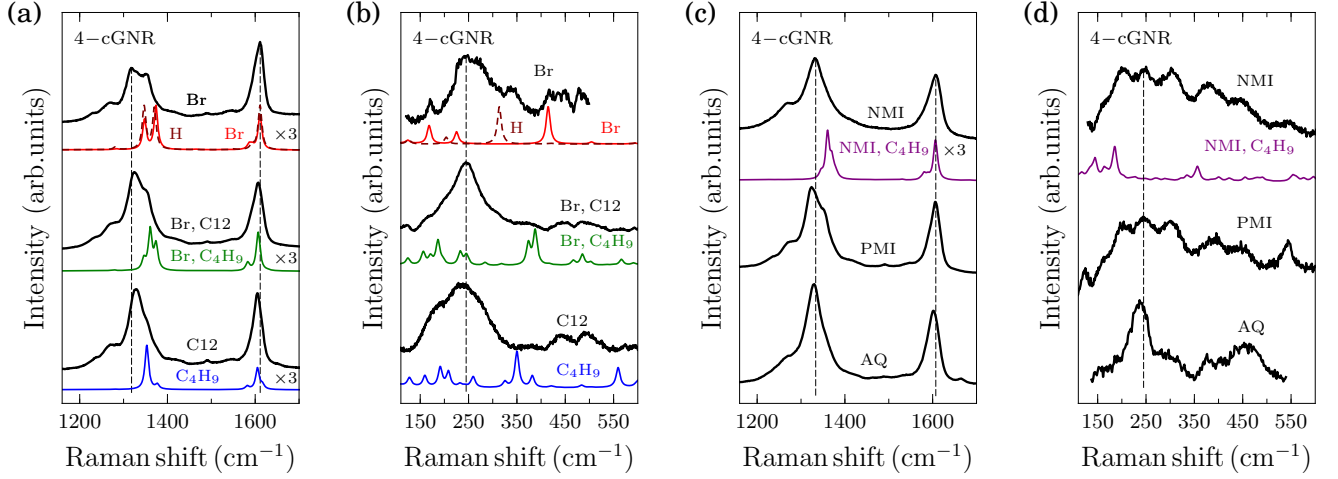 (a)
4−cGNR
Br
H
Br
×3
Br, C12
Br, C₄H₉
×3
C12
C₄H₉
×3
1200
1400
1600
Raman shift (cm⁻¹)
Intensity (arb.units)
(b)
4−cGNR
Br
H
Br
Br, C12
Br, C₄H₉
C12
C₄H₉
150
250
350
450
550
Raman shift (cm⁻¹)
Intensity (arb.units)
(c)
4−cGNR
NMI
NMI, C₄H₉
×3
PMI
AQ
1200
1400
1600
Raman shift (cm⁻¹)
Intensity (arb.units)
(d)
4−cGNR
NMI
NMI, C₄H₉
PMI
AQ
150
250
350
450
550
Raman shift (cm⁻¹)
Intensity (arb.units)